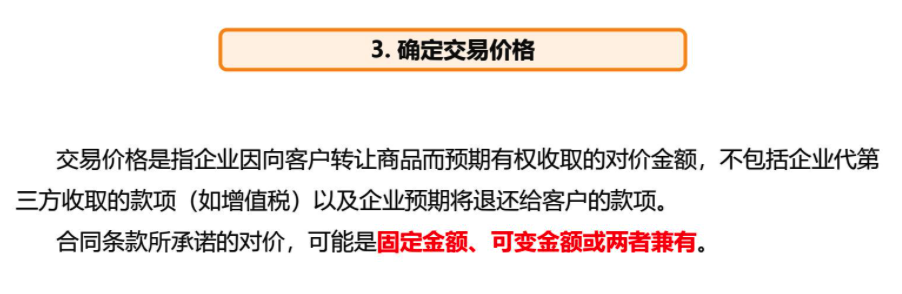 3. 确定交易价格
交易价格是指企业因向客户转让商品而预期有权收取的对价金额，不包括企业代第
三方收取的款项（如增值税）以及企业预期将退还给客户的款项。
合同条款所承诺的对价，可能是固定金额、可变金额或两者兼有。